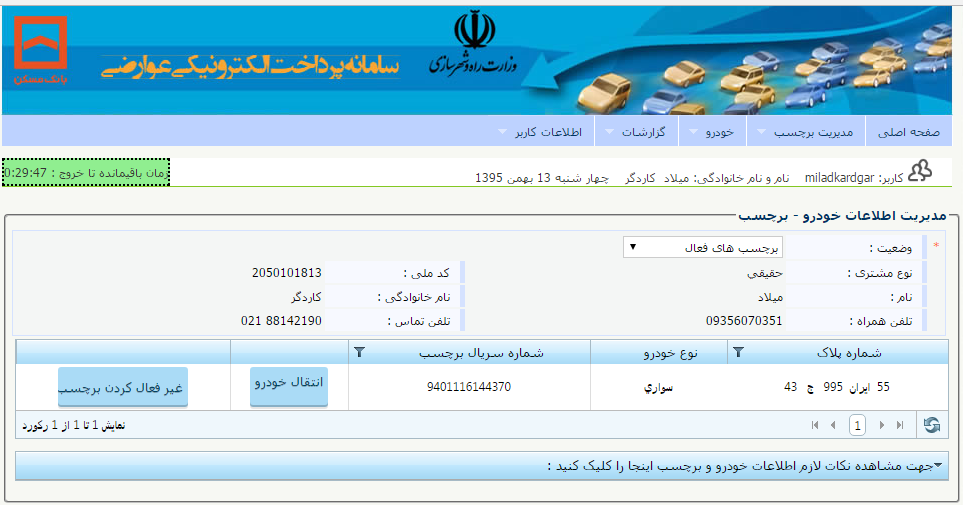 بانک مسکن
سامانه پرداخت الکترونیکی عوارضی
وزارت راه و شهرسازی
صفحه اصلی مدیریت برچسب خودرو گزارشات اطلاعات کاربر
کاربر: miladkardgar نام و نام خانوادگی: میلاد کاردگر چهار شنبه 13 بهمن 1395
زمان باقیمانده تا خروج : 0:29:47
مدیریت اطلاعات خودرو - برچسب
* وضعیت : برچسب های فعال
نوع مشتری : حقیقی کد ملی : 2050101813
نام : میلاد نام خانوادگی : کاردگر
تلفن همراه : 09356070351 تلفن تماس : 021 88142190
شماره پلاک نوع خودرو شماره سریال برچسب
55 ایران 995 ج 43 سواري 9401116144370 انتقال خودرو غیر فعال کردن برچسب
1 نمایش 1 تا 1 از 1 رکورد
جهت مشاهده نکات لازم اطلاعات خودرو و برچسب اینجا را کلیک کنید :